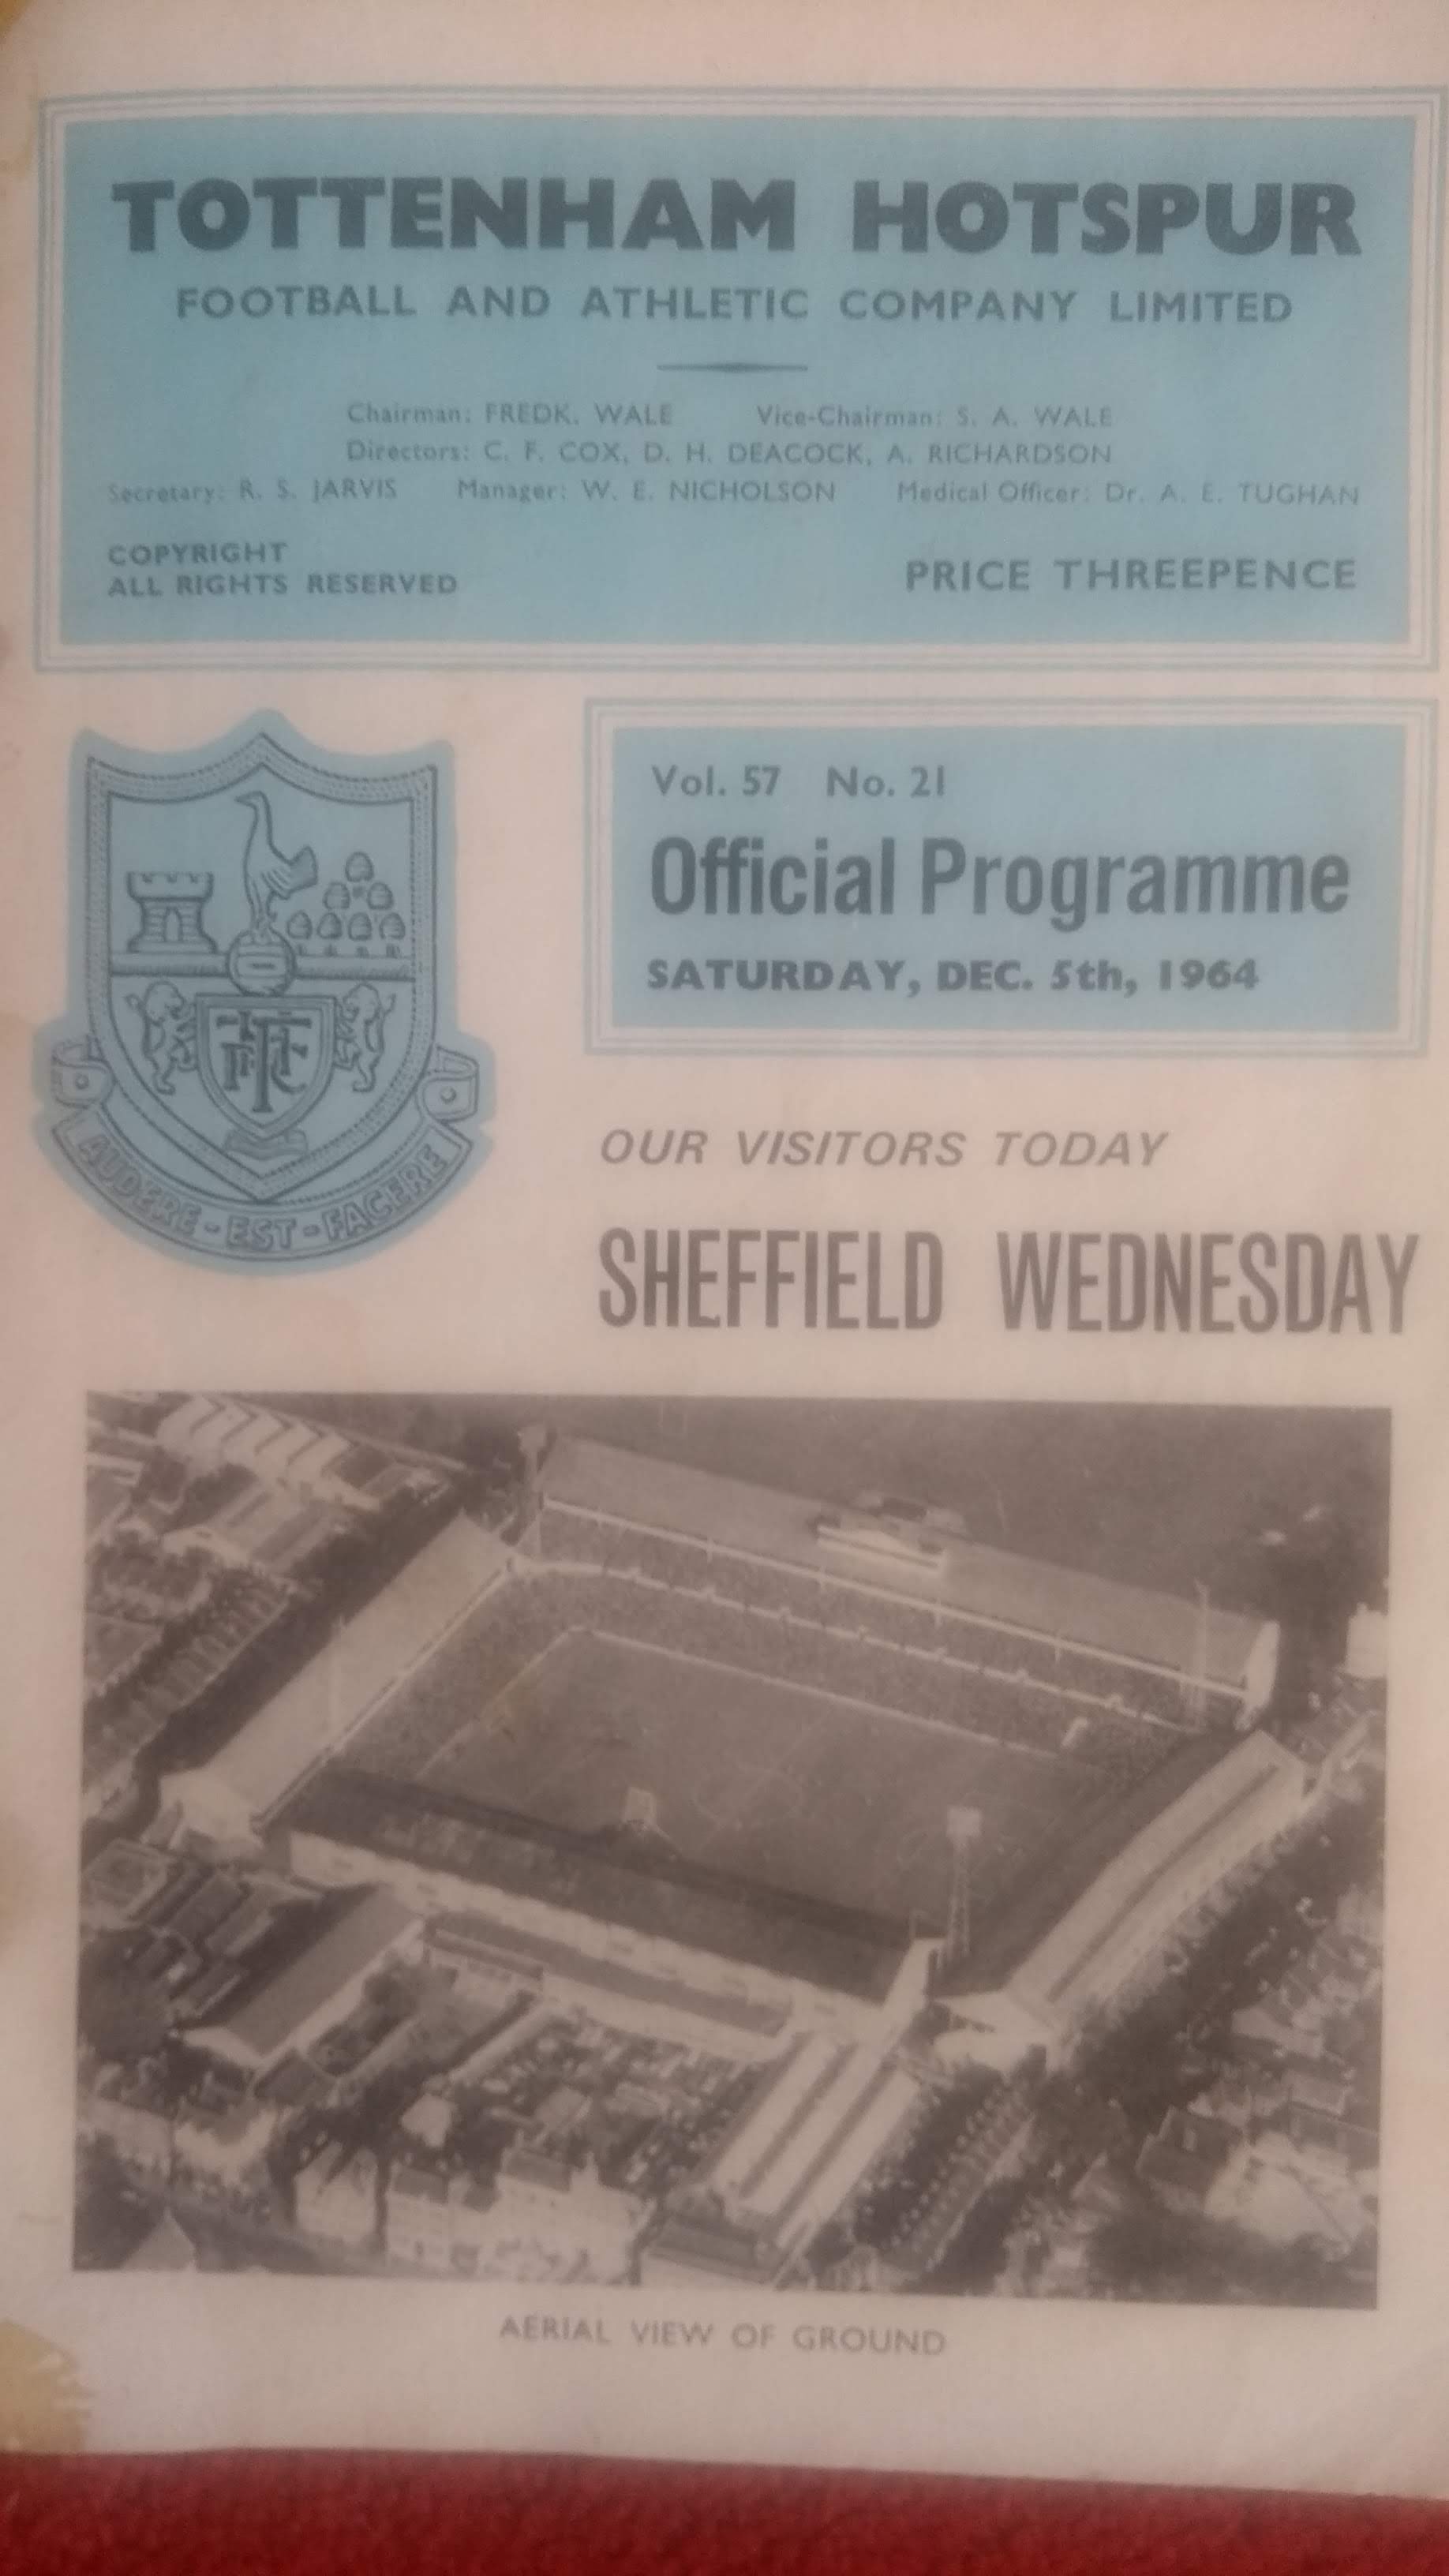 TOTTENHAM HOTSPUR
FOOTBALL AND ATHLETIC COMPANY LIMITED
Chairman: FREDK. WALE Vice-Chairman: S. A. WALE
Directors: C. F. COX, D. H. DEACOCK, A. RICHARDSON
Secretary: R. S. JARVIS Manager: W. E. NICHOLSON Medical Officer: Dr. A. E. TUGHAN
COPYRIGHT
ALL RIGHTS RESERVED
PRICE THREEPENCE
Vol. 57 No. 21
Official Programme
SATURDAY, DEC. 5th, 1964
AUDERE - EST - FACERE
OUR VISITORS TODAY
SHEFFIELD WEDNESDAY
AERIAL VIEW OF GROUND